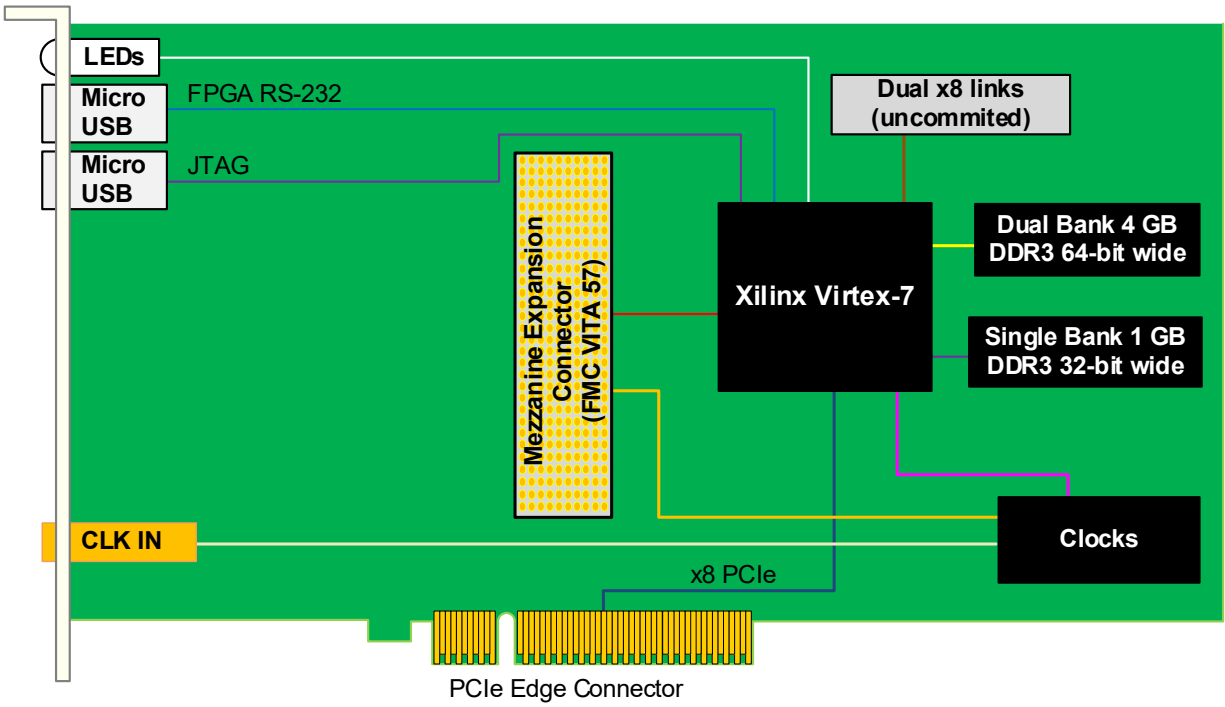 LEDs
Micro
USB
FPGA RS-232
Micro
USB
JTAG
Dual x8 links
(uncommited)
Mezzanine Expansion
Connector
(FMC VITA 57)
Xilinx Virtex-7
Dual Bank 4 GB
DDR3 64-bit wide
Single Bank 1 GB
DDR3 32-bit wide
CLK IN
Clocks
x8 PCIe
PCIe Edge Connector